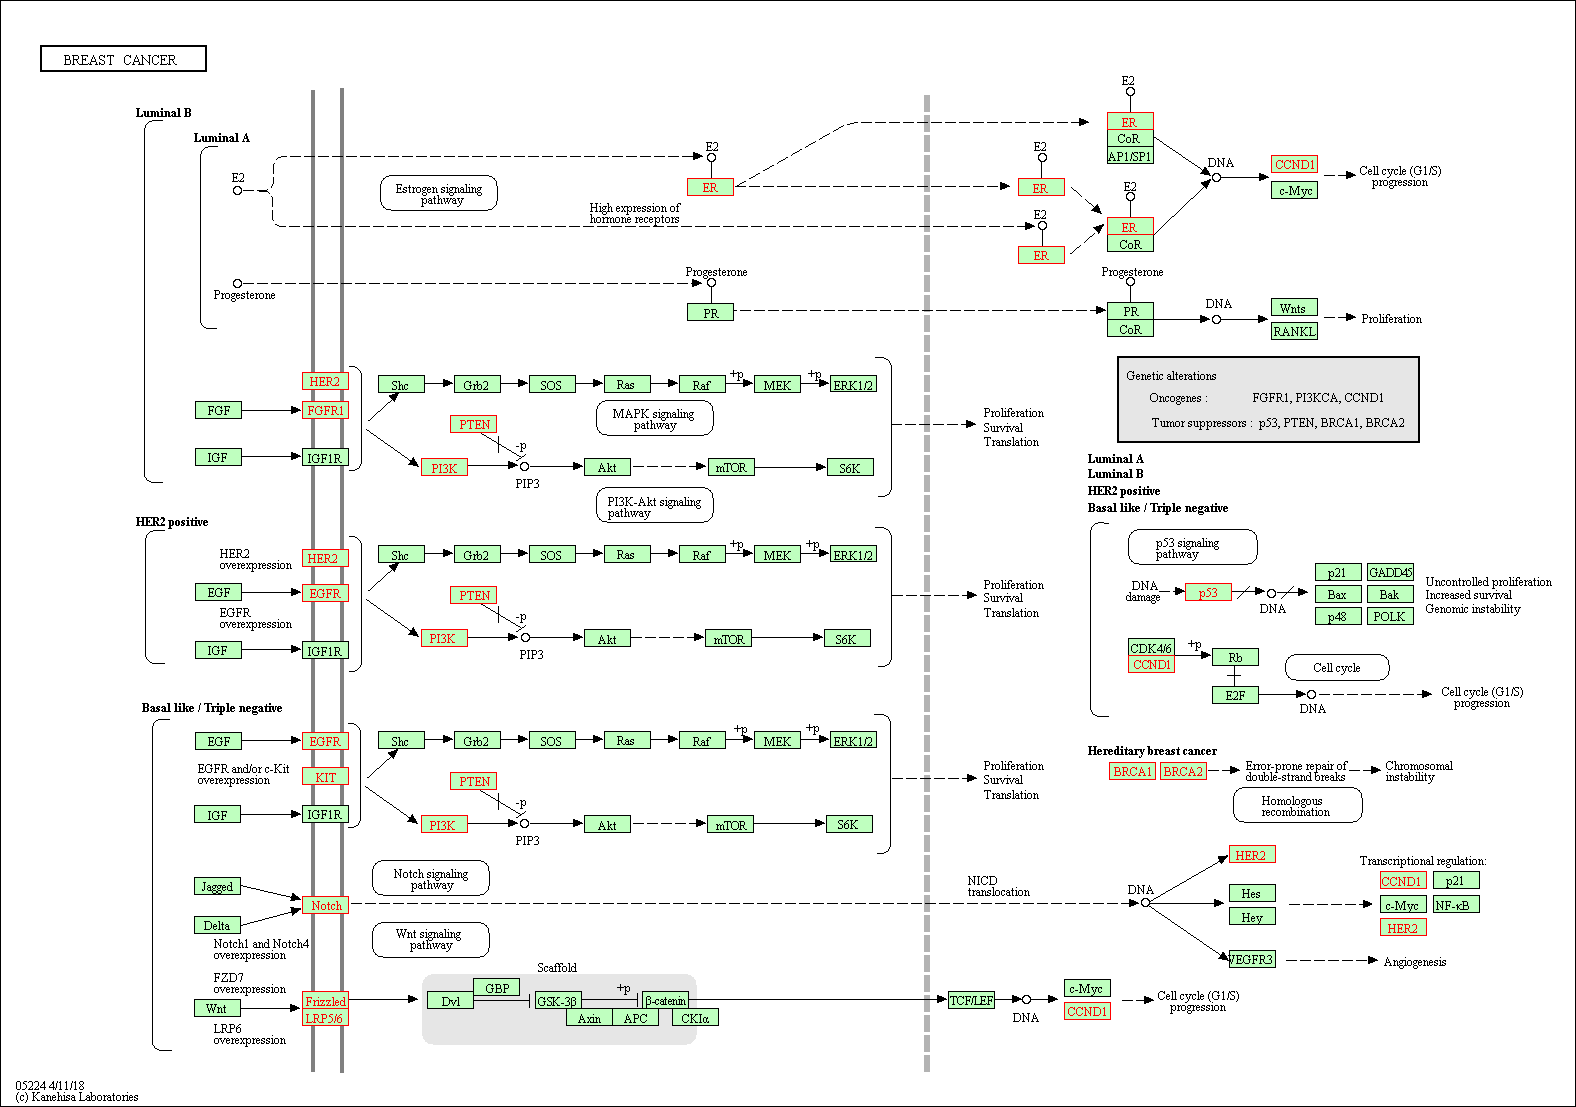 BREAST CANCER
Luminal B
Luminal A
E2
Estrogen signaling
pathway
High expression of
hormone receptors
E2
ER
E2
ER
E2
ER
E2
ER
CoR
AP1/SP1
E2
ER
CoR
DNA
CCND1
c-Myc
Cell cycle (G1/S)
progression
Progesterone
Progesterone
PR
Progesterone
PR
CoR
DNA
Wnts
RANKL
Proliferation
HER2
FGF
FGFR1
IGF
IGF1R
Shc
Grb2
SOS
Ras
Raf
+p
MEK
+p
ERK1/2
MAPK signaling
pathway
PTEN
-p
PI3K
PIP3
Akt
mTOR
S6K
PI3K-Akt signaling
pathway
Proliferation
Survival
Translation
Genetic alterations
Oncogenes : FGFR1, PI3KCA, CCND1
Tumor suppressors : p53, PTEN, BRCA1, BRCA2
HER2 positive
HER2
overexpression
HER2
EGF
EGFR
EGFR
overexpression
IGF
IGF1R
Shc
Grb2
SOS
Ras
Raf
+p
MEK
+p
ERK1/2
PTEN
-p
PI3K
PIP3
Akt
mTOR
S6K
Proliferation
Survival
Translation
Luminal A
Luminal B
HER2 positive
Basal like / Triple negative
p53 signaling
pathway
DNA
damage
p53
DNA
p21
GADD45
Bax
Bak
p48
POLK
Uncontrolled proliferation
Increased survival
Genomic instability
CDK4/6
CCND1
+p
Rb
E2F
Cell cycle
DNA
Cell cycle (G1/S)
progression
Basal like / Triple negative
EGF
EGFR
EGFR and/or c-Kit
overexpression
KIT
IGF
IGF1R
Shc
Grb2
SOS
Ras
Raf
+p
MEK
+p
ERK1/2
PTEN
-p
PI3K
PIP3
Akt
mTOR
S6K
Proliferation
Survival
Translation
Hereditary breast cancer
BRCA1
BRCA2
Error-prone repair of
double-strand breaks
Chromosomal
instability
Homologous
recombination
Jagged
Delta
Notch
Notch1 and Notch4
overexpression
Notch signaling
pathway
NICD
translocation
DNA
HER2
Hes
Hey
VEGFR3
Transcriptional regulation:
CCND1
p21
c-Myc
NF-κB
HER2
Angiogenesis
Wnt signaling
pathway
FZD7
overexpression
Wnt
Frizzled
LRP5/6
LRP6
overexpression
Scaffold
Dvl
GBP
GSK-3β
+p
β-catenin
Axin
APC
CKIα
TCF/LEF
DNA
c-Myc
CCND1
Cell cycle (G1/S)
progression
05224 4/11/18
(c) Kanehisa Laboratories